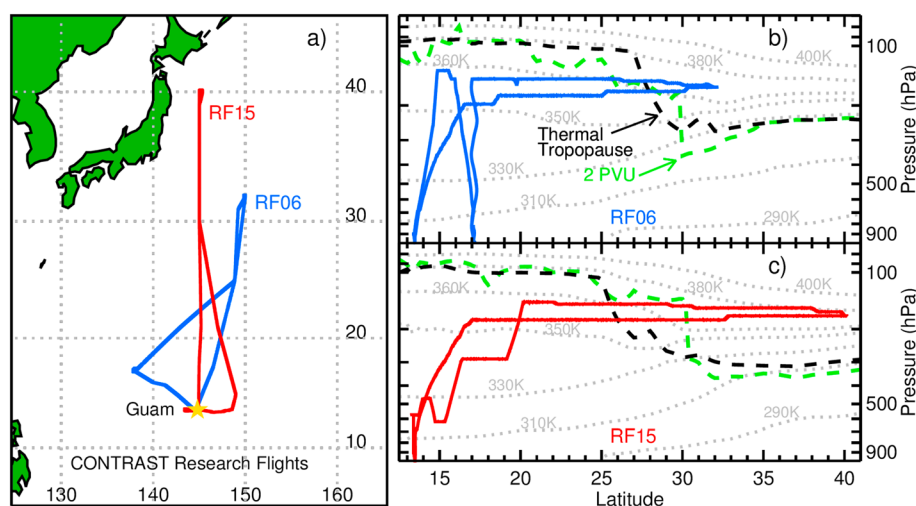 a)
40
RF15
RF06
30
20
Guam
10
CONTRAST Research Flights
130
140
150
160
b)
100
360K
380K
400K
350K
Thermal
Tropopause
330K
2 PVU
500
310K
RF06
290K
900
Pressure (hPa)
c)
100
360K
380K
400K
350K
330K
500
310K
290K
RF15
900
Pressure (hPa)
15
20
25
30
35
40
Latitude